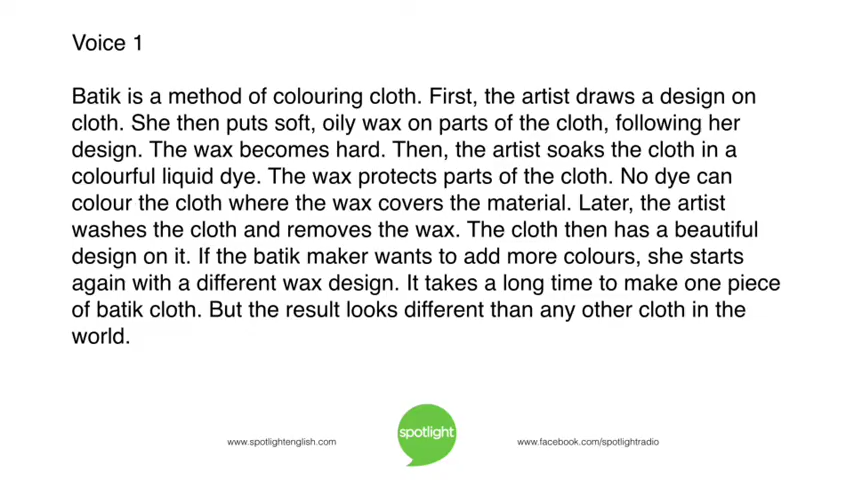 Voice 1
Batik is a method of colouring cloth. First, the artist draws a design on
cloth. She then puts soft, oily wax on parts of the cloth, following her
design. The wax becomes hard. Then, the artist soaks the cloth in a
colourful liquid dye. The wax protects parts of the cloth. No dye can
colour the cloth where the wax covers the material. Later, the artist
washes the cloth and removes the wax. The cloth then has a beautiful
design on it. If the batik maker wants to add more colours, she starts
again with a different wax design. It takes a long time to make one piece
of batik cloth. But the result looks different than any other cloth in the
world.
www.spotlightenglish.com
spotlight
www.facebook.com/spotlightradio